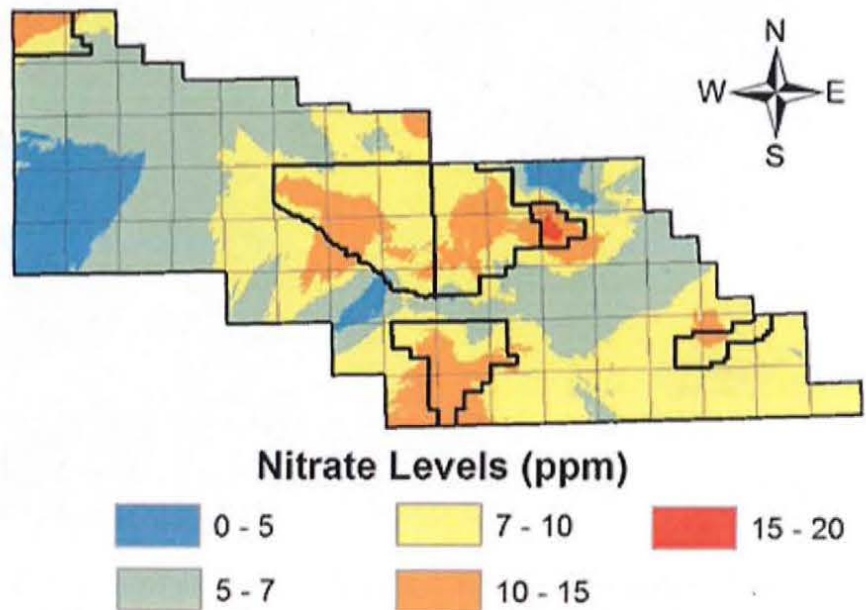 N
W E
S
Nitrate Levels (ppm)
0 - 5 7 - 10 15 - 20
5 - 7 10 - 15